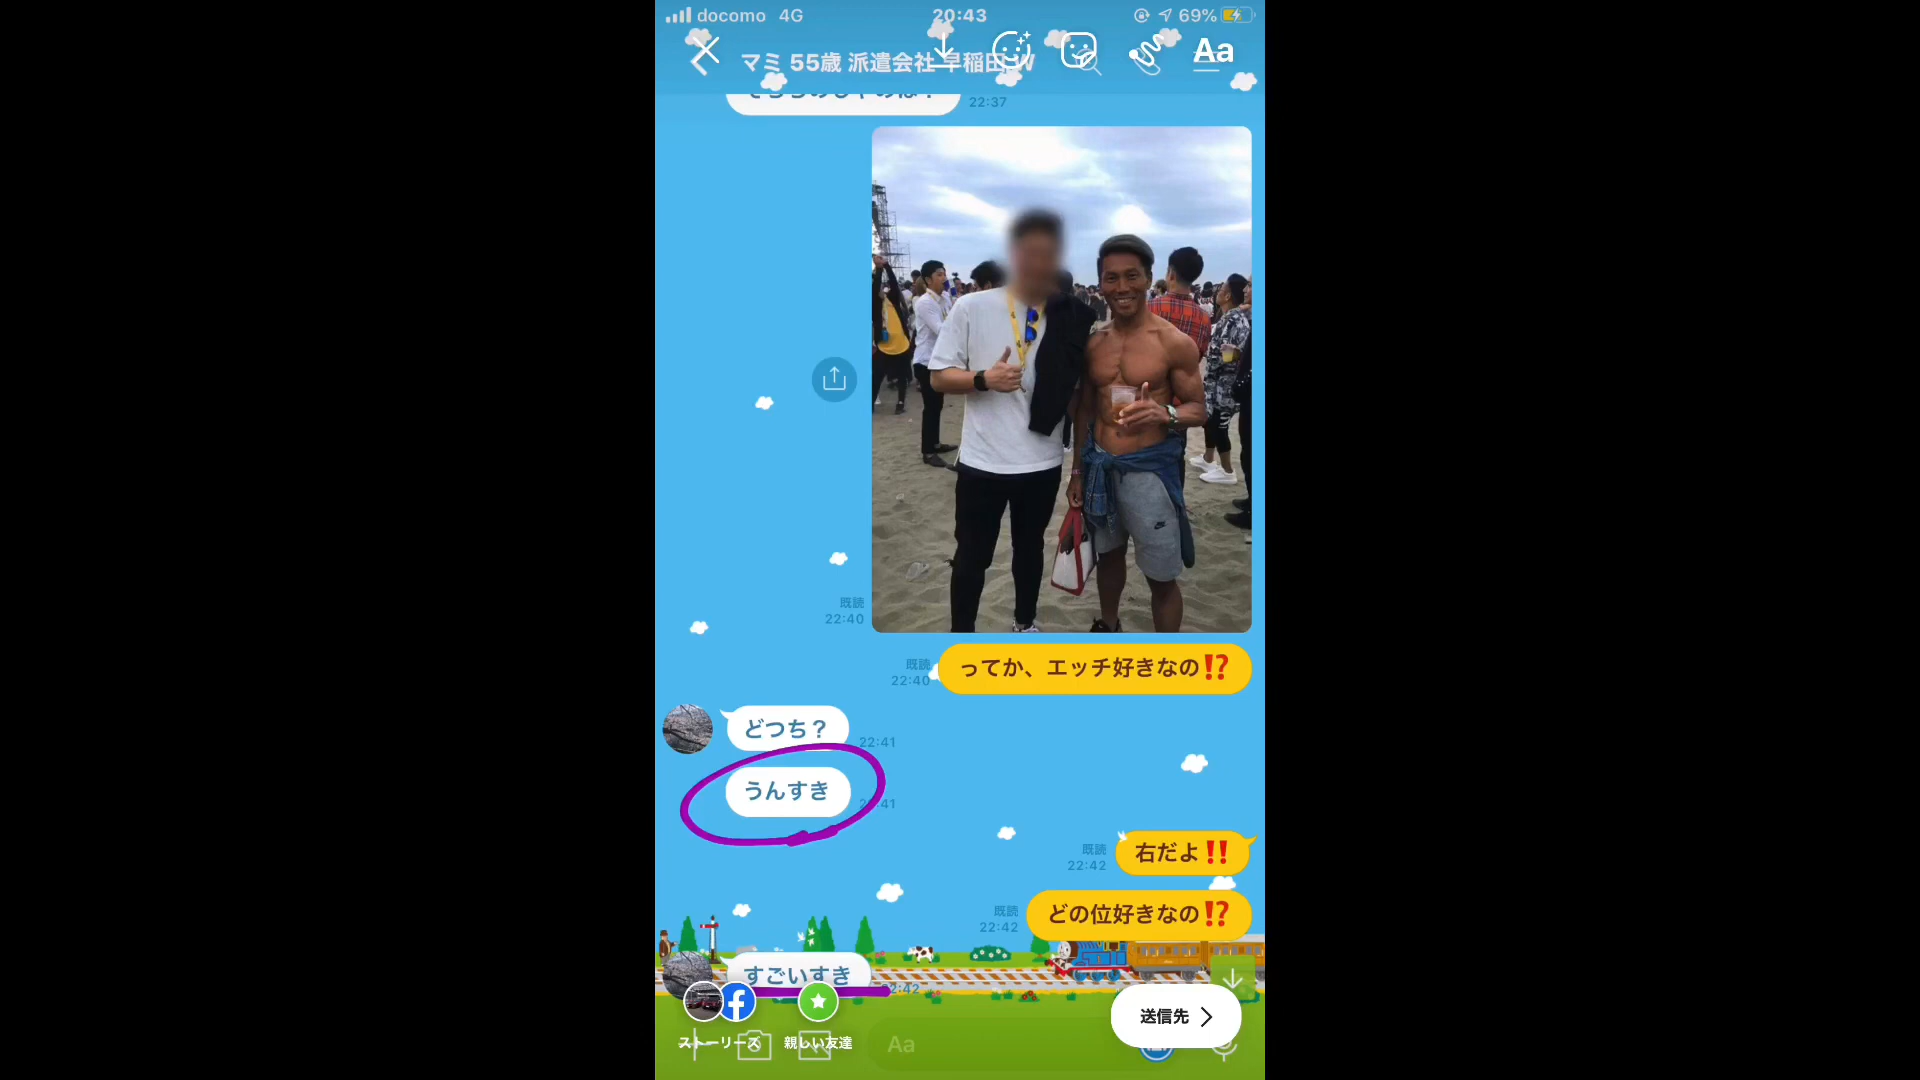 docomo 4G 20:43 69%
マミ 55歳 派遣会社 早稲田 W
Aa
22:37
既読
22:40
ってか、エッチ好きなの⁉
既読
22:40
どつち？
22:41
うんすき
右だよ‼
既読
22:42
どの位好きなの⁉
既読
22:42
すごいすき
送信先
ストーリーズ
親しい友達
Aa